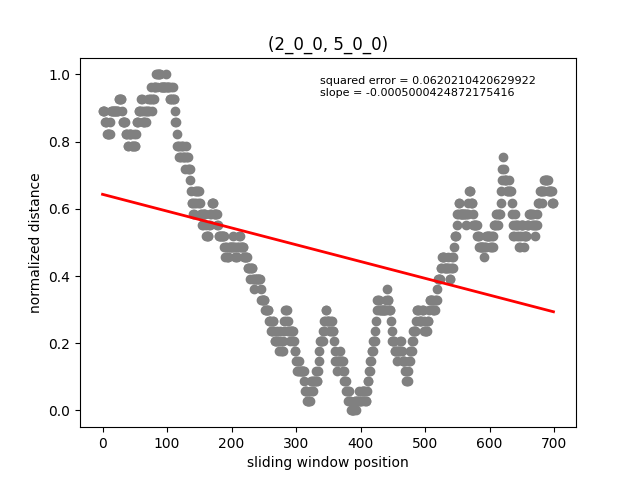 (2_0_0, 5_0_0)
squared error = 0.0620210420629922
slope = -0.0005000424872175416
normalized distance
1.0
0.8
0.6
0.4
0.2
0.0
0 100 200 300 400 500 600 700
sliding window position